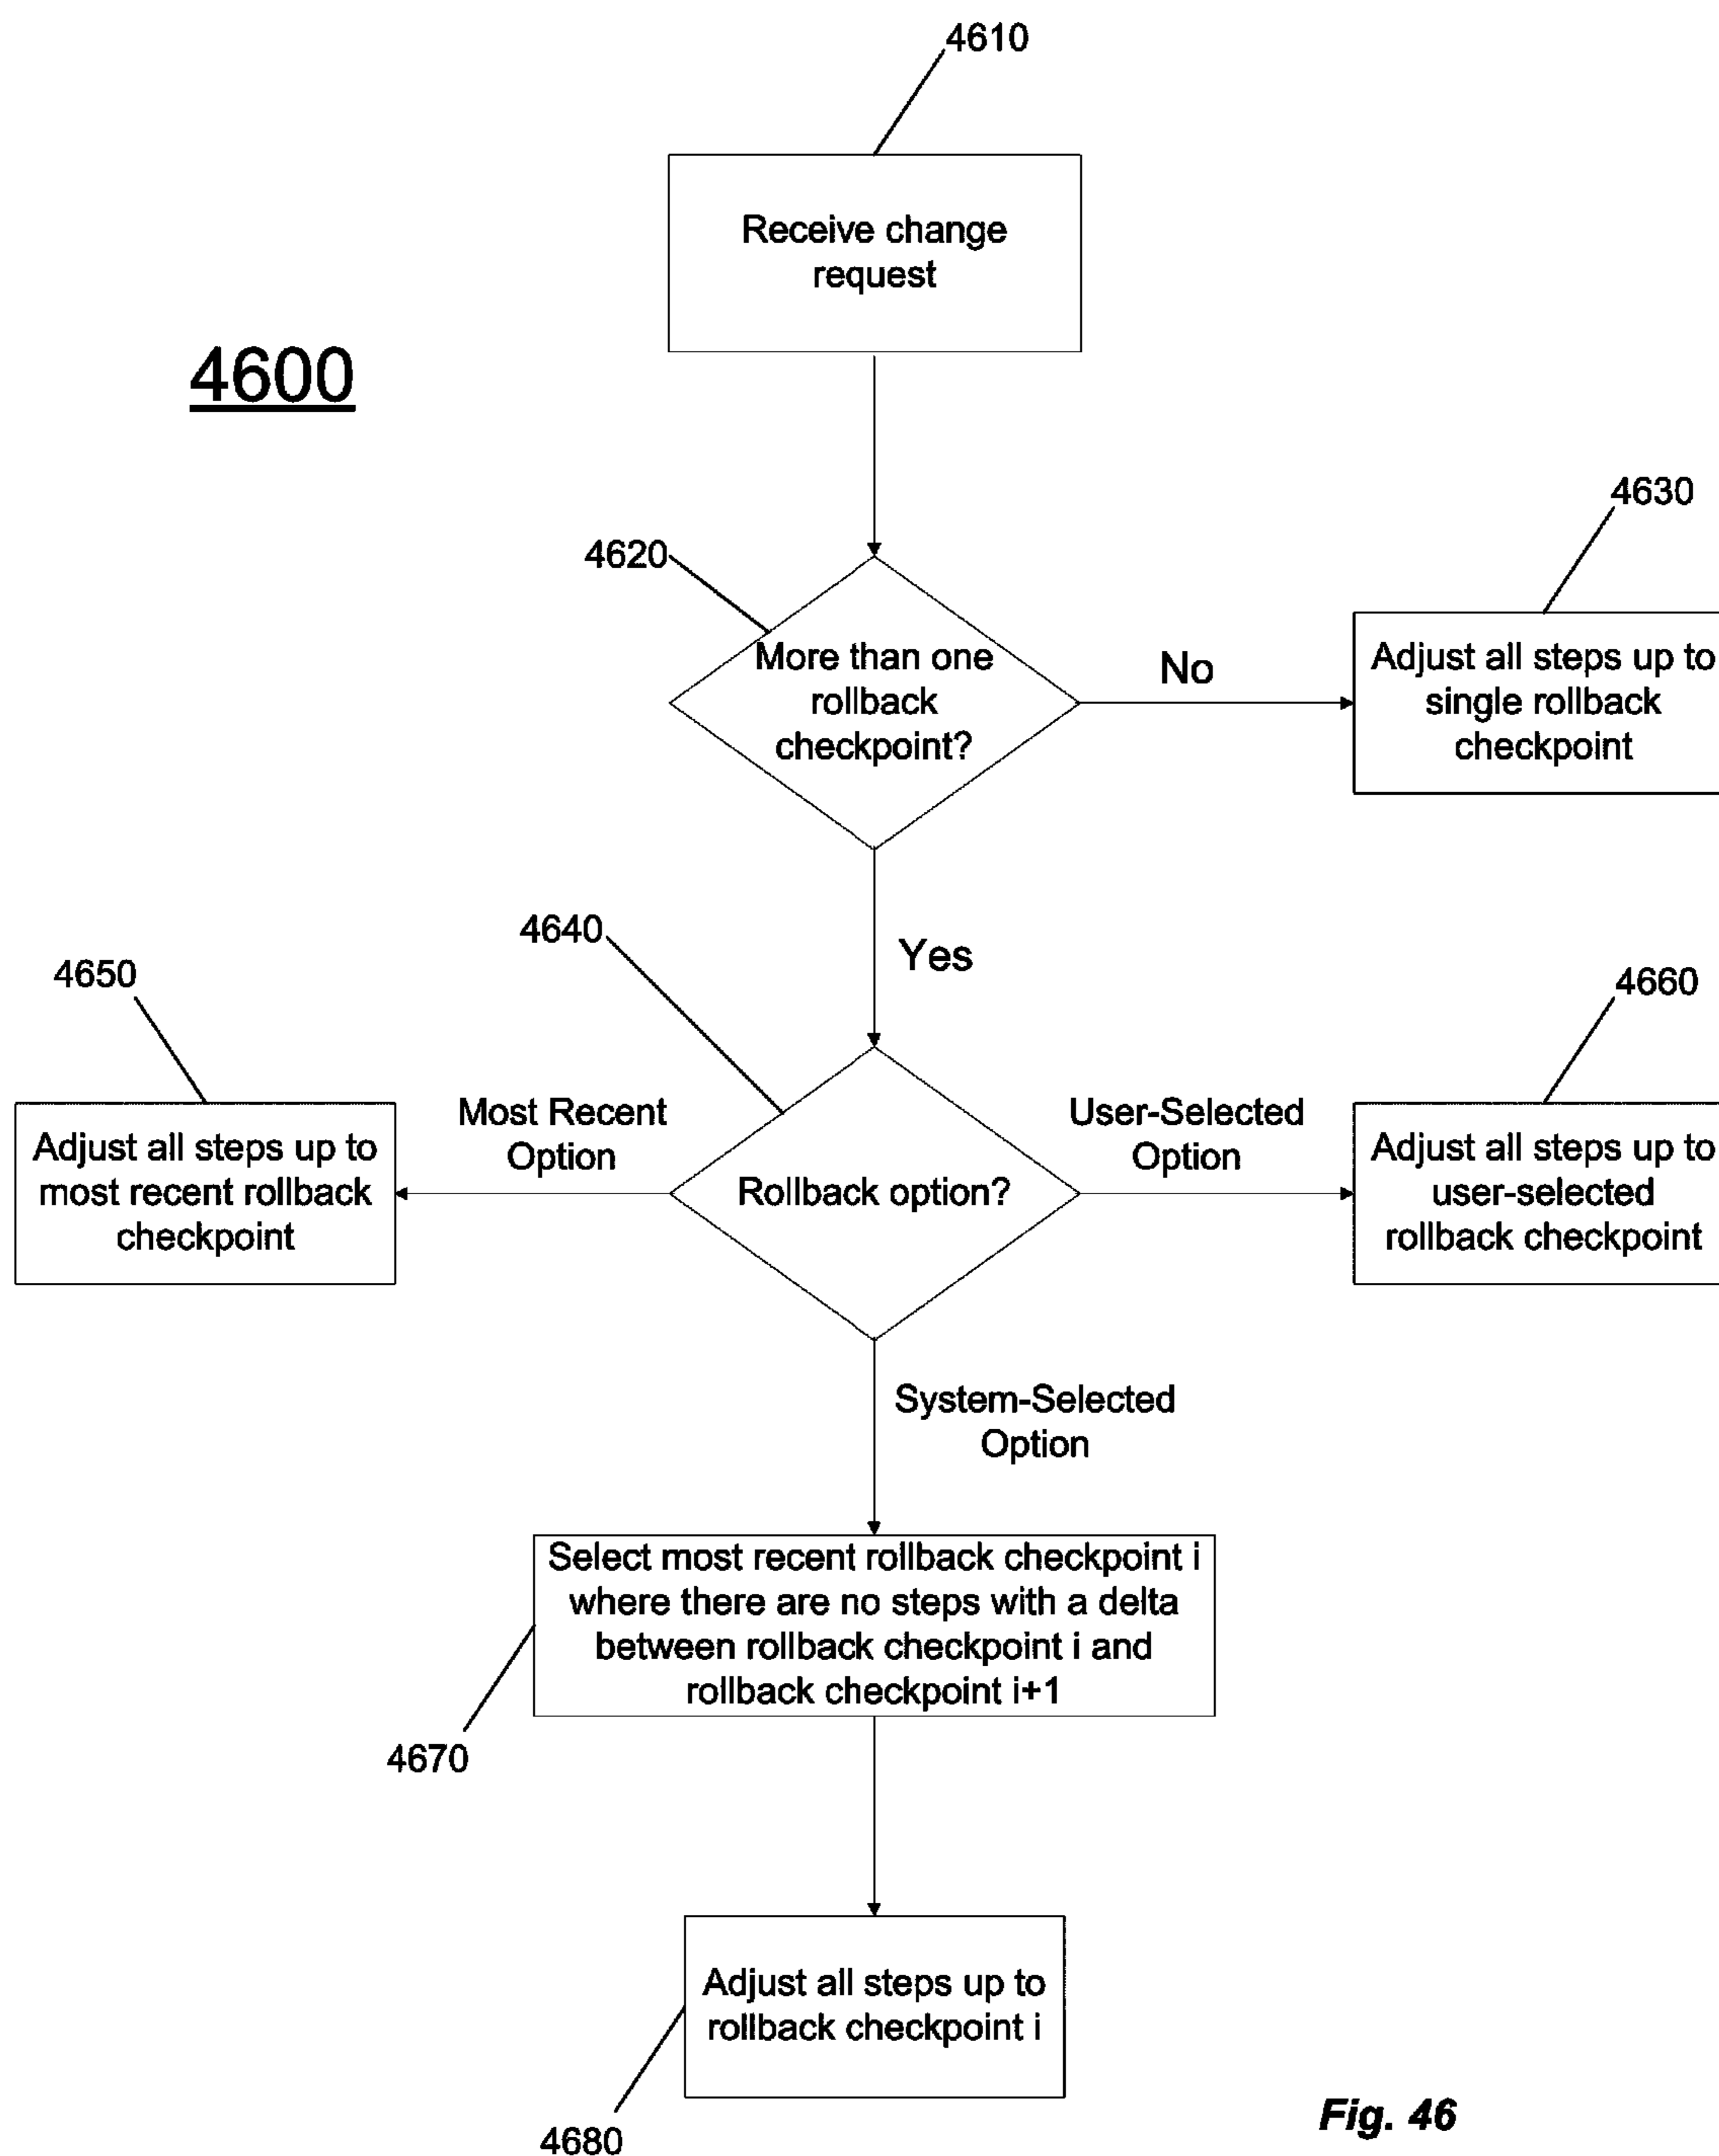 4610
Receive change
request
4600
4630
4620
More than one
rollback
checkpoint?
No
Adjust all steps up to
single rollback
checkpoint
4640
Yes
4650
4660
Most Recent
Option
User-Selected
Option
Adjust all steps up to
most recent rollback
checkpoint
Rollback option?
Adjust all steps up to
user-selected
rollback checkpoint
System-Selected
Option
Select most recent rollback checkpoint i
where there are no steps with a delta
between rollback checkpoint i and
rollback checkpoint i+1
4670
Adjust all steps up to
rollback checkpoint i
4680
Fig. 46